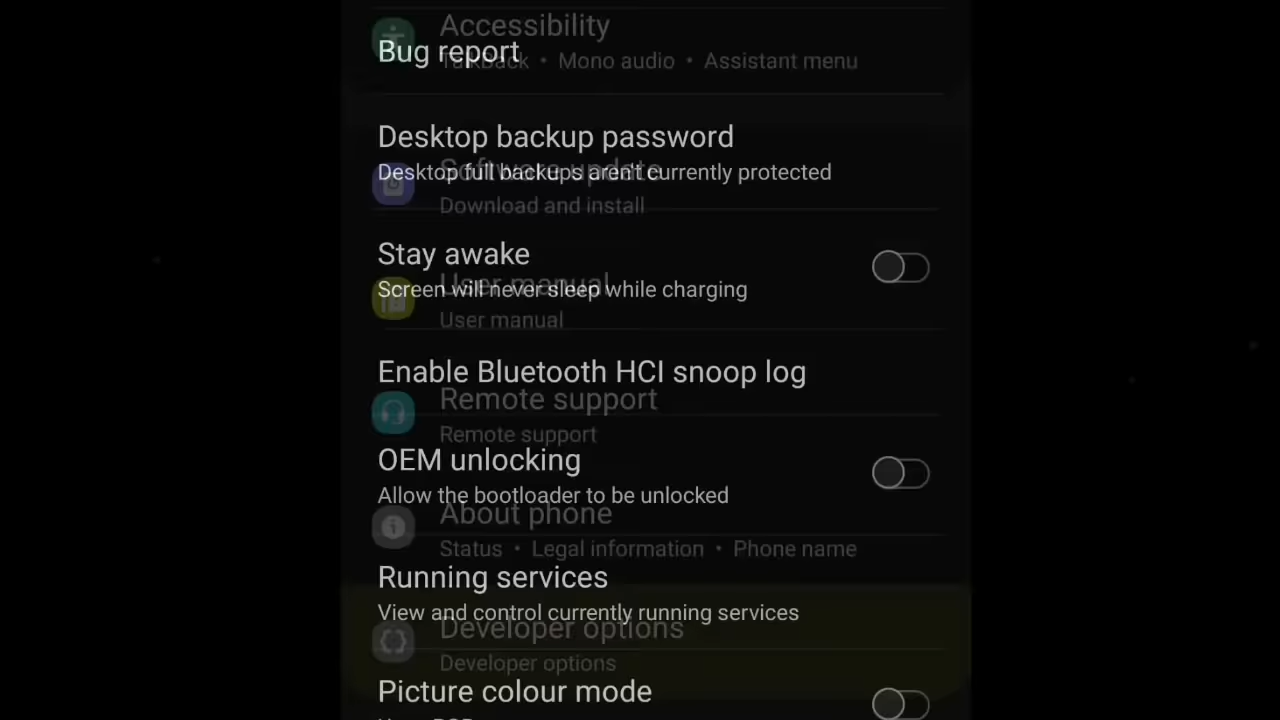 Accessibility
Bug report
TalkBack • Mono audio • Assistant menu
Desktop backup password
Software update
Desktop full backups aren't currently protected
Download and install
Stay awake
User manual
Screen will never sleep while charging
User manual
Enable Bluetooth HCI snoop log
Remote support
Remote support
OEM unlocking
Allow the bootloader to be unlocked
About phone
Status • Legal information • Phone name
Running services
View and control currently running services
Developer options
Developer options
Picture colour mode